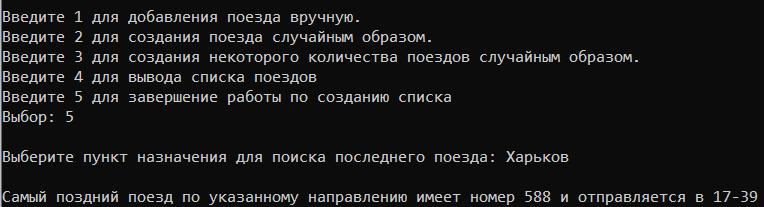 Введите 1 для добавления поезда вручную.
Введите 2 для создания поезда случайным образом.
Введите 3 для создания некоторого количества поездов случайным образом.
Введите 4 для вывода списка поездов
Введите 5 для завершение работы по созданию списка
Выбор: 5
Выберите пункт назначения для поиска последнего поезда: Харьков
Самый поздний поезд по указанному направлению имеет номер 588 и отправляется в 17-39